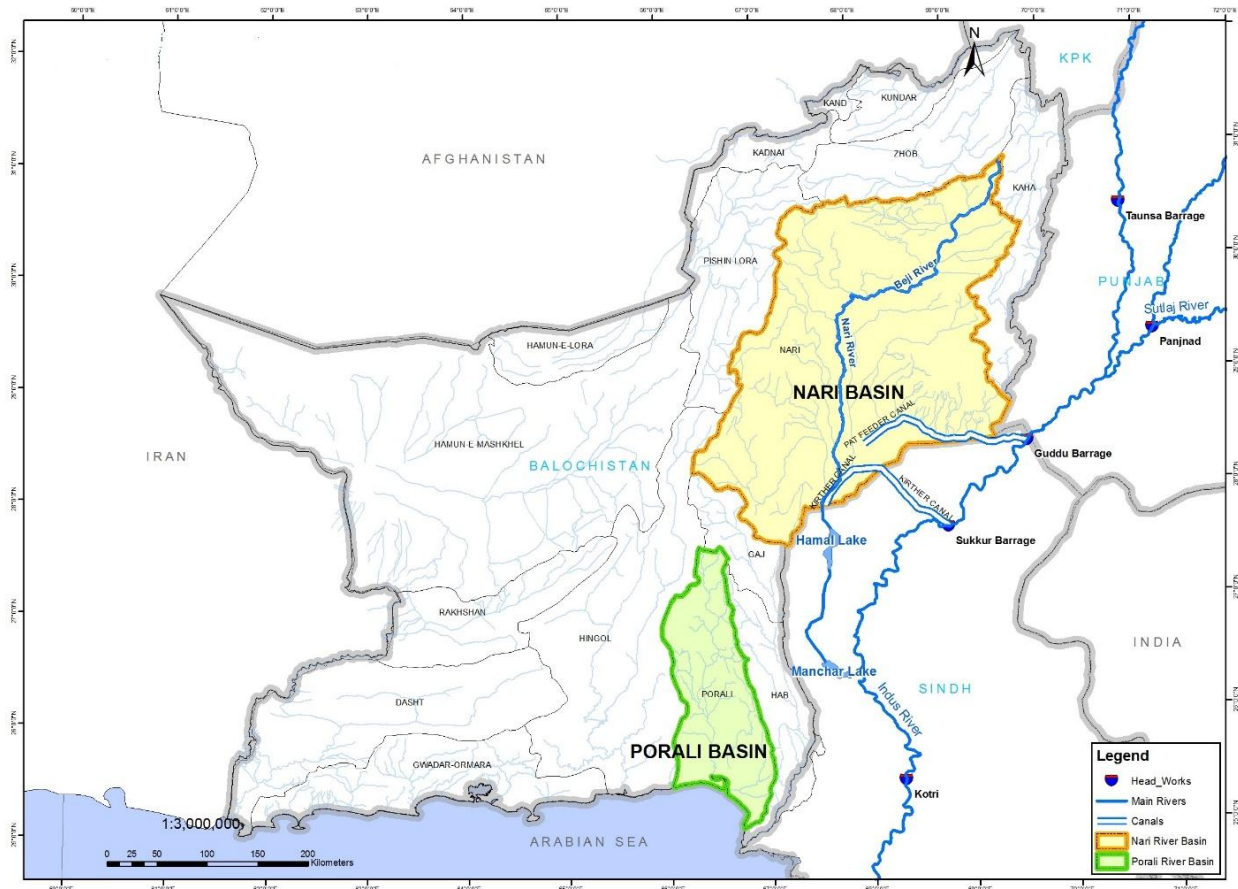 N
KPK
KAND
KUNDAR
KADNAI
ZHOB
AFGHANISTAN
KAHA
Taunsa Barrage
PISHIN LORA
Beji River
PUNJAB
Sutlaj River
Panjnad
HAMUN-E-LORA
NARI
Nari River
NARI BASIN
PAT FEEDER CANAL
HAMUN-E-MASHKHEL
IRAN
BALOCHISTAN
Guddu Barrage
KIRTHER CANAL
KIRTHER CANAL
Sukkur Barrage
Hamal Lake
GAJ
RAKHSHAN
HINGOL
INDIA
Manchar Lake
SINDH
DASHT
PORALI
HAB
Indus River
PORALI BASIN
GWADAR-ORMARA
Kotri
1:3,000,000
ARABIAN SEA
0 25 50 100 150 200
Kilometers
Legend
Head_Works
Main Rivers
Canals
Nari River Basin
Porali River Basin